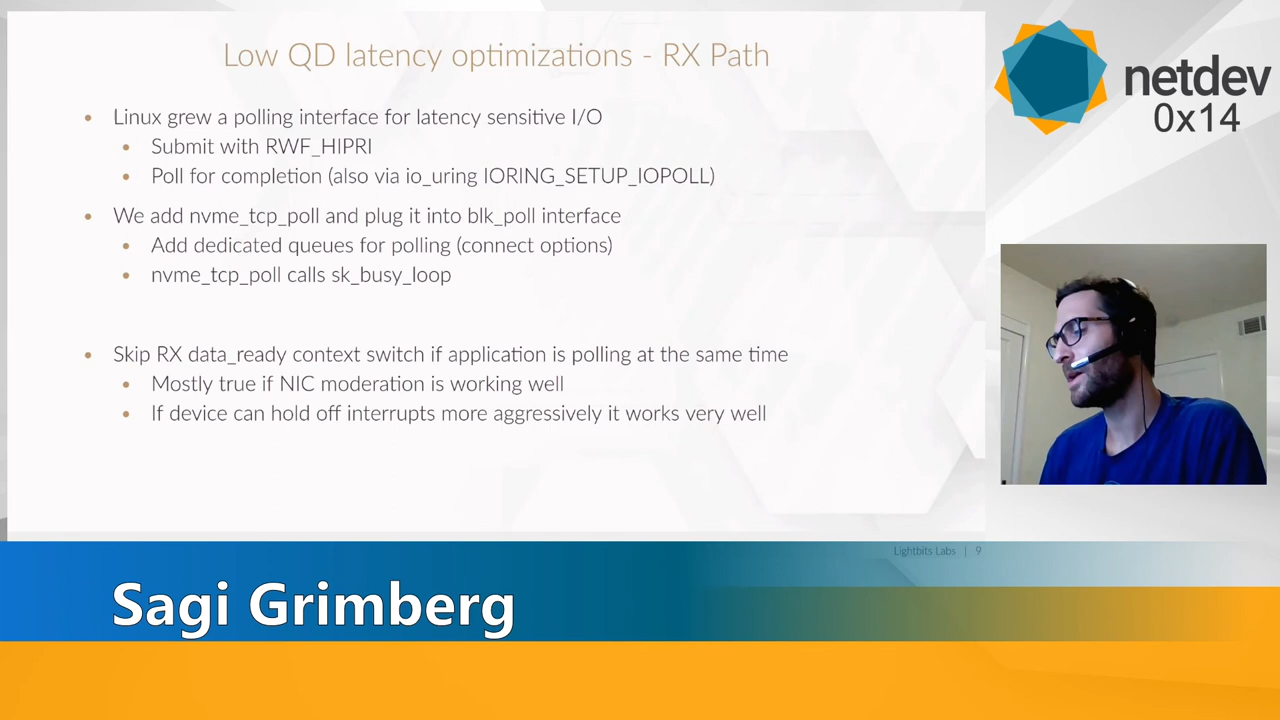 Low QD latency optimizations - RX Path
Linux grew a polling interface for latency sensitive I/O
Submit with RWF_HIPRI
Poll for completion (also via io_uring IORING_SETUP_IOPOLL)
We add nvme_tcp_poll and plug it into blk_poll interface
Add dedicated queues for polling (connect options)
nvme_tcp_poll calls sk_busy_loop
Skip RX data_ready context switch if application is polling at the same time
Mostly true if NIC moderation is working well
If device can hold off interrupts more aggressively it works very well
netdev
0x14
Lightbits Labs | 9
Sagi Grimberg